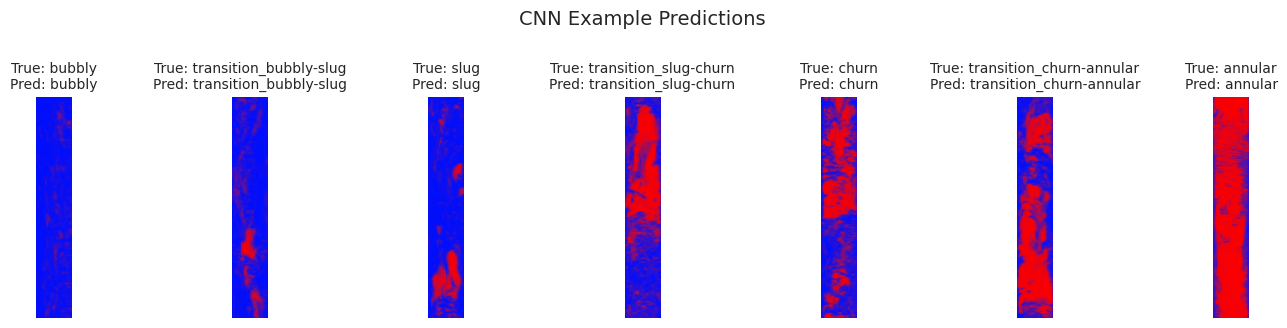 CNN Example Predictions
True: bubbly
Pred: bubbly
True: transition_bubbly-slug
Pred: transition_bubbly-slug
True: slug
Pred: slug
True: transition_slug-churn
Pred: transition_slug-churn
True: churn
Pred: churn
True: transition_churn-annular
Pred: transition_churn-annular
True: annular
Pred: annular